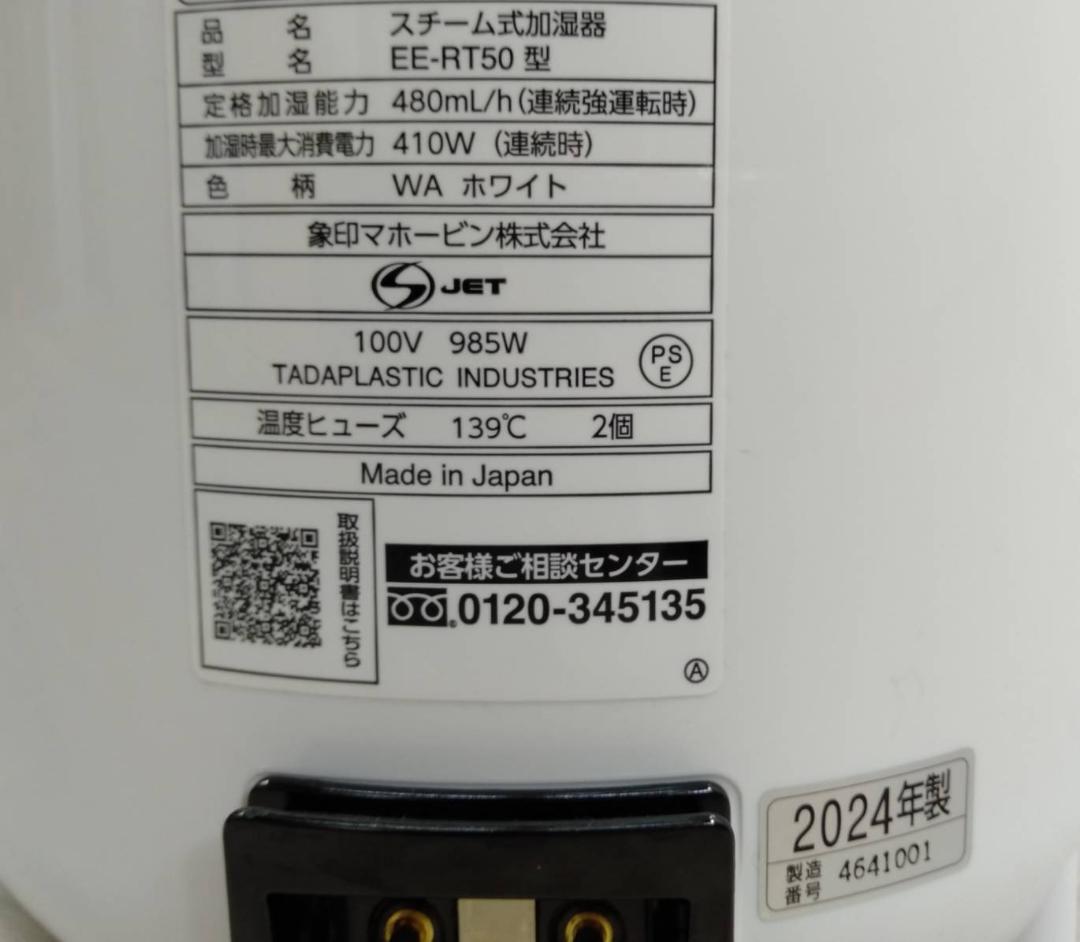 品名 スチーム式加湿器
型名 EE-RT50 型
定格加湿能力 480mL/h(連続強運転時)
加湿時最大消費電力 410W (連続時)
色柄 WA ホワイト
象印マホービン株式会社
JET
100V 985W
TADAPLASTIC INDUSTRIES
PS
E
温度ヒューズ 139℃ 2個
Made in Japan
取扱説明書はこちら
お客様ご相談センター
0120-345135
Ⓐ
2024年製
製造番号 4641001